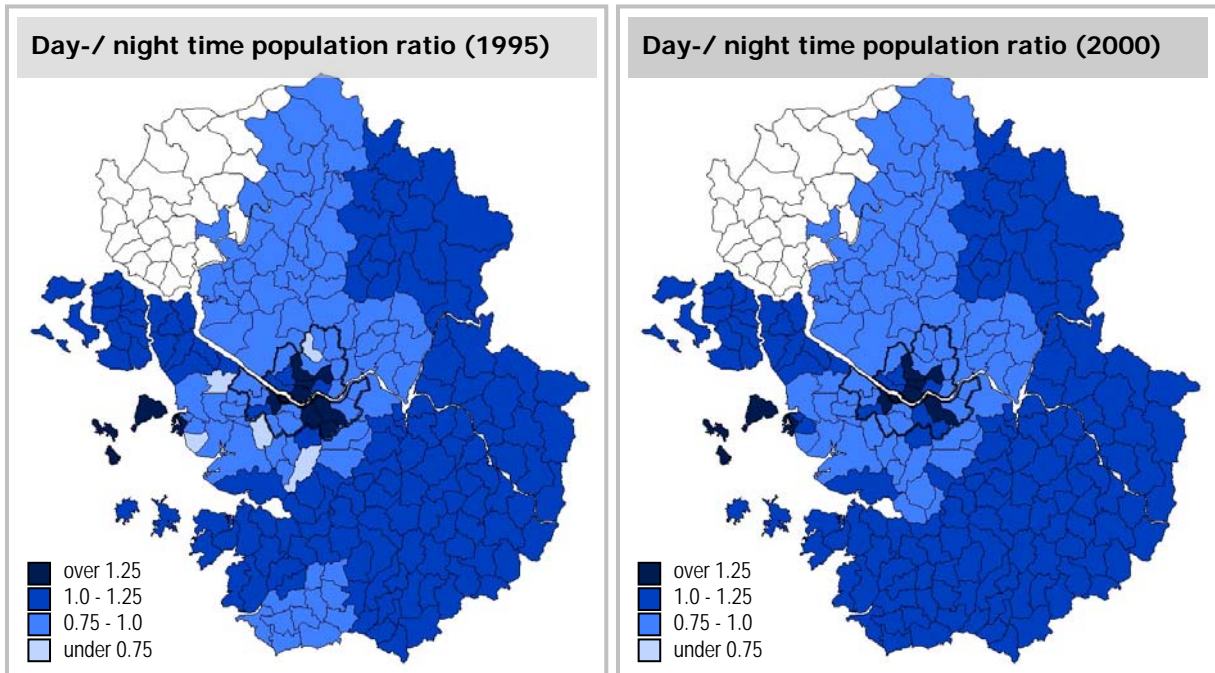 Day-/ night time population ratio (1995)
over 1.25
1.0 - 1.25
0.75 - 1.0
under 0.75
Day-/ night time population ratio (2000)
over 1.25
1.0 - 1.25
0.75 - 1.0
under 0.75